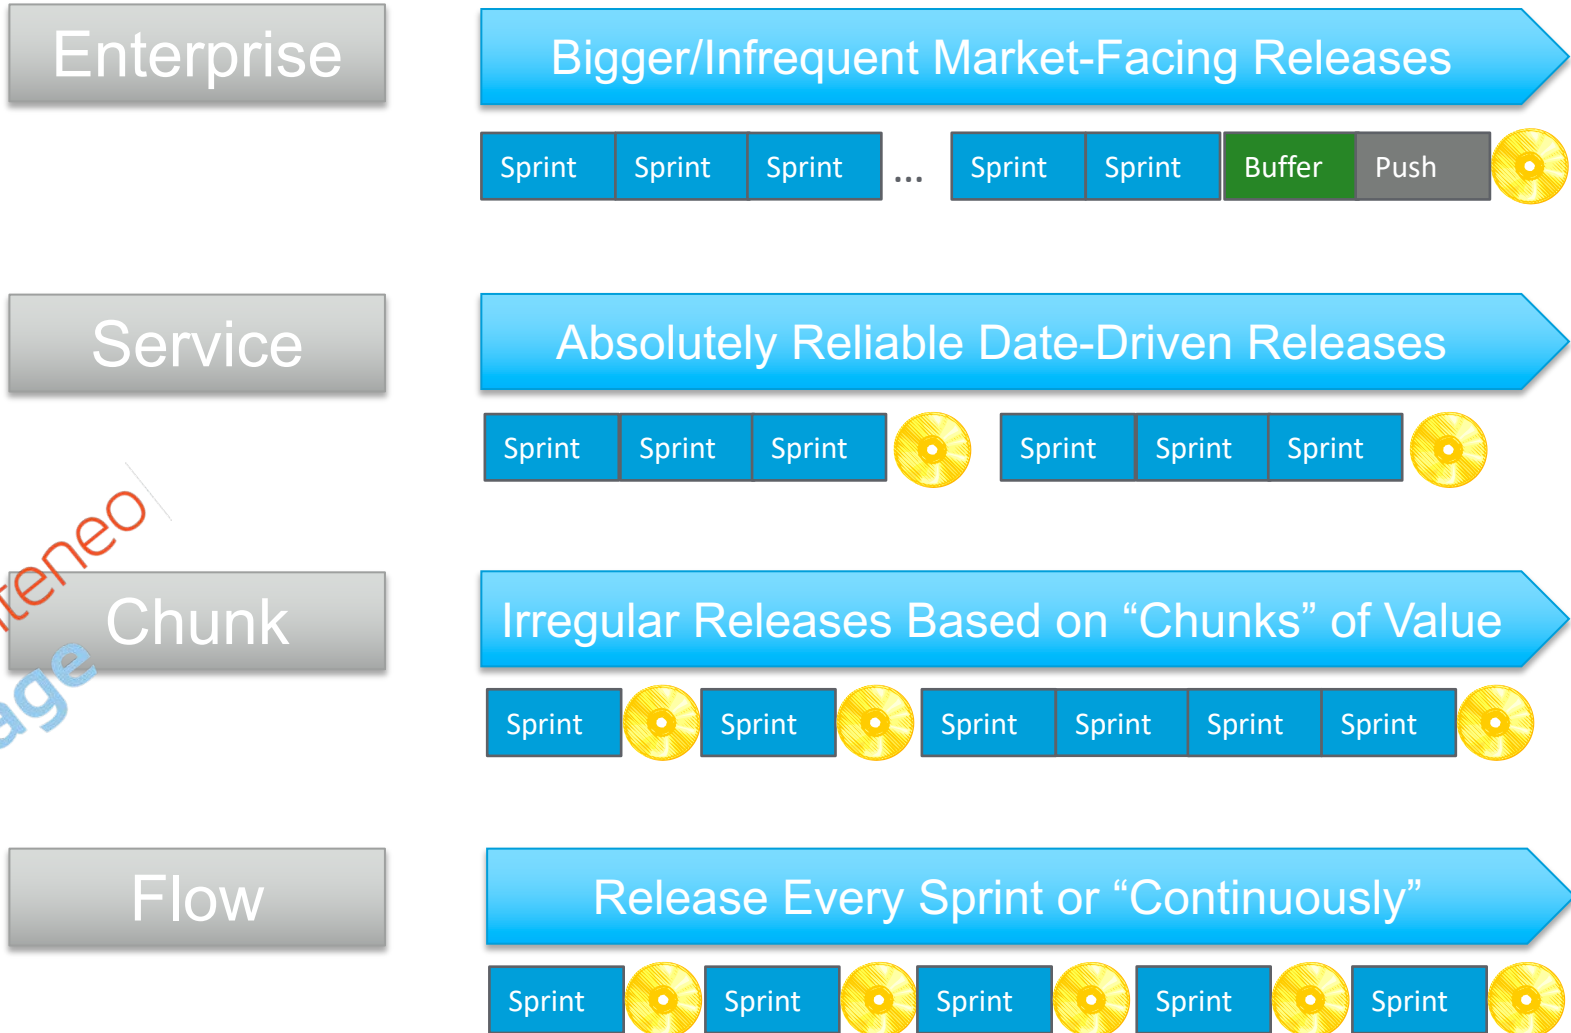 Enterprise
Bigger/Infrequent Market-Facing Releases
Sprint Sprint Sprint ... Sprint Sprint Buffer Push
Service
Absolutely Reliable Date-Driven Releases
Sprint Sprint Sprint Sprint Sprint Sprint
Chunk
Irregular Releases Based on “Chunks” of Value
Sprint Sprint Sprint Sprint Sprint Sprint
Flow
Release Every Sprint or “Continuously”
Sprint Sprint Sprint Sprint Sprint